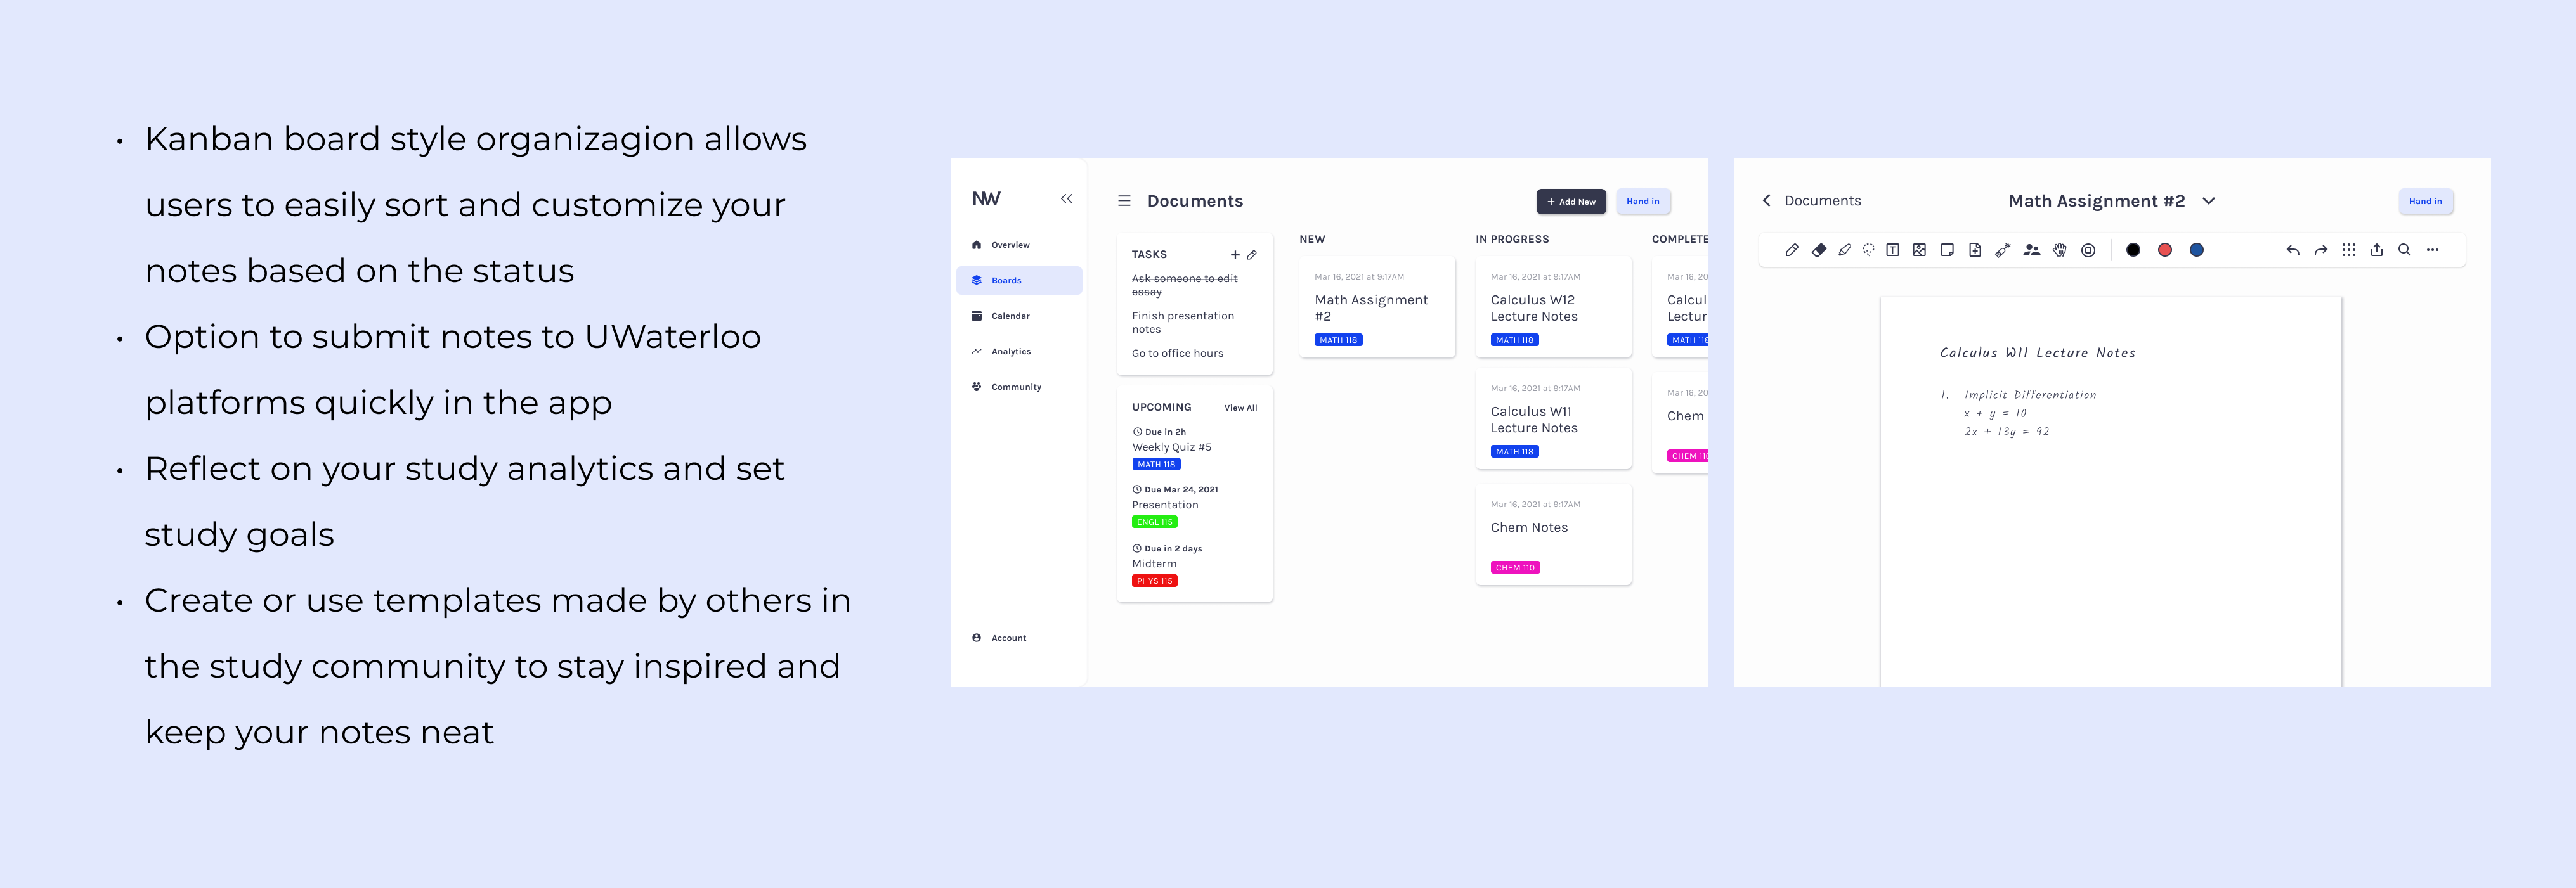 • Kanban board style organizagion allows
users to easily sort and customize your
notes based on the status
• Option to submit notes to UWaterloo
platforms quickly in the app
• Reflect on your study analytics and set
study goals
• Create or use templates made by others in
the study community to stay inspired and
keep your notes neat
NW
Overview
Boards
Calendar
Analytics
Community
Account
Documents
+ Add New
Hand in
TASKS
Ask someone to edit
essay
Finish presentation
notes
Go to office hours
UPCOMING View All
Due in 2h
Weekly Quiz #5
MATH 118
Due Mar 24, 2021
Presentation
ENGL 115
Due in 2 days
Midterm
PHYS 115
NEW
Mar 16, 2021 at 9:17AM
Math Assignment
#2
MATH 118
IN PROGRESS
Mar 16, 2021 at 9:17AM
Calculus W12
Lecture Notes
MATH 118
Mar 16, 2021 at 9:17AM
Calculus W11
Lecture Notes
MATH 118
Mar 16, 2021 at 9:17AM
Chem Notes
CHEM 110
COMPLETE
Mar 16, 20
Calcul
Lectur
MATH 118
Mar 16, 20
Chem
CHEM 110
Documents
Math Assignment #2
Hand in
T
Calculus W11 Lecture Notes
1. Implicit Differentiation
x + y = 10
2x + 13y = 92